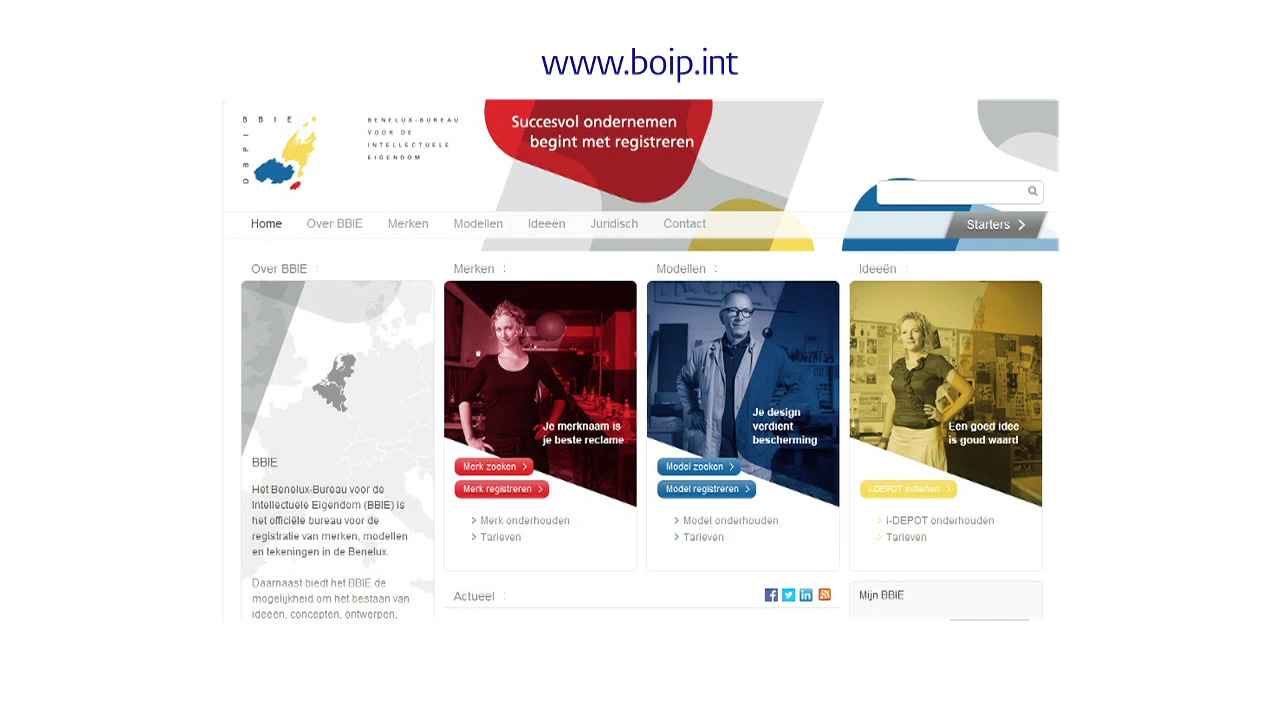 www.boip.int
BBIE
OBPI
BENELUX-BUREAU
VOOR DE
INTELLECTUELE
EIGENDOM
Succesvol ondernemen
begint met registreren
Home Over BBIE Merken Modellen Ideeën Juridisch Contact Starters
Over BBIE
BBIE
Het Benelux-Bureau voor de
Intellectuele Eigendom (BBIE) is
het officiële bureau voor de
registratie van merken, modellen
en tekeningen in de Benelux.
Daarnaast biedt het BBIE de
mogelijkheid om het bestaan van
ideeën, concepten, ontwerpen,
Merken
Je merknaam is
je beste reclame
Merk zoeken
Merk registreren
Merk onderhouden
Tarieven
Modellen
Je design
verdient
bescherming
Model zoeken
Model registreren
Model onderhouden
Tarieven
Ideeën
Een goed idee
is goud waard
i-DEPOT indienen
i-DEPOT onderhouden
Tarieven
Actueel
Mijn BBIE